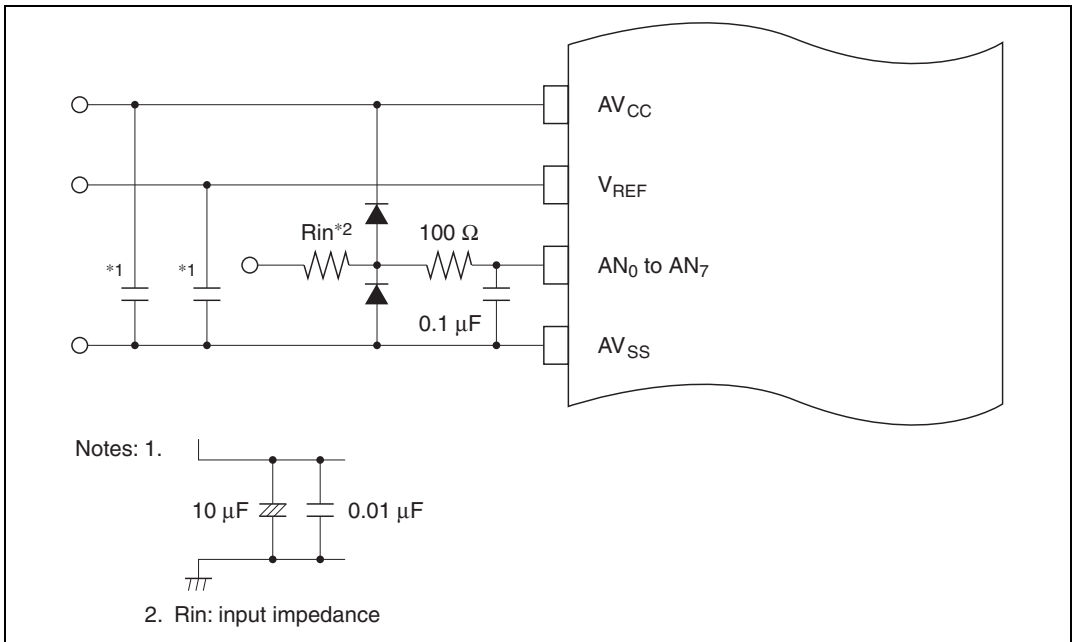 AVCC
VREF
Rin*2
100 Ω
*1
*1
AN0 to AN7
0.1 μF
AVSS
Notes: 1.
10 μF
0.01 μF
2. Rin: input impedance